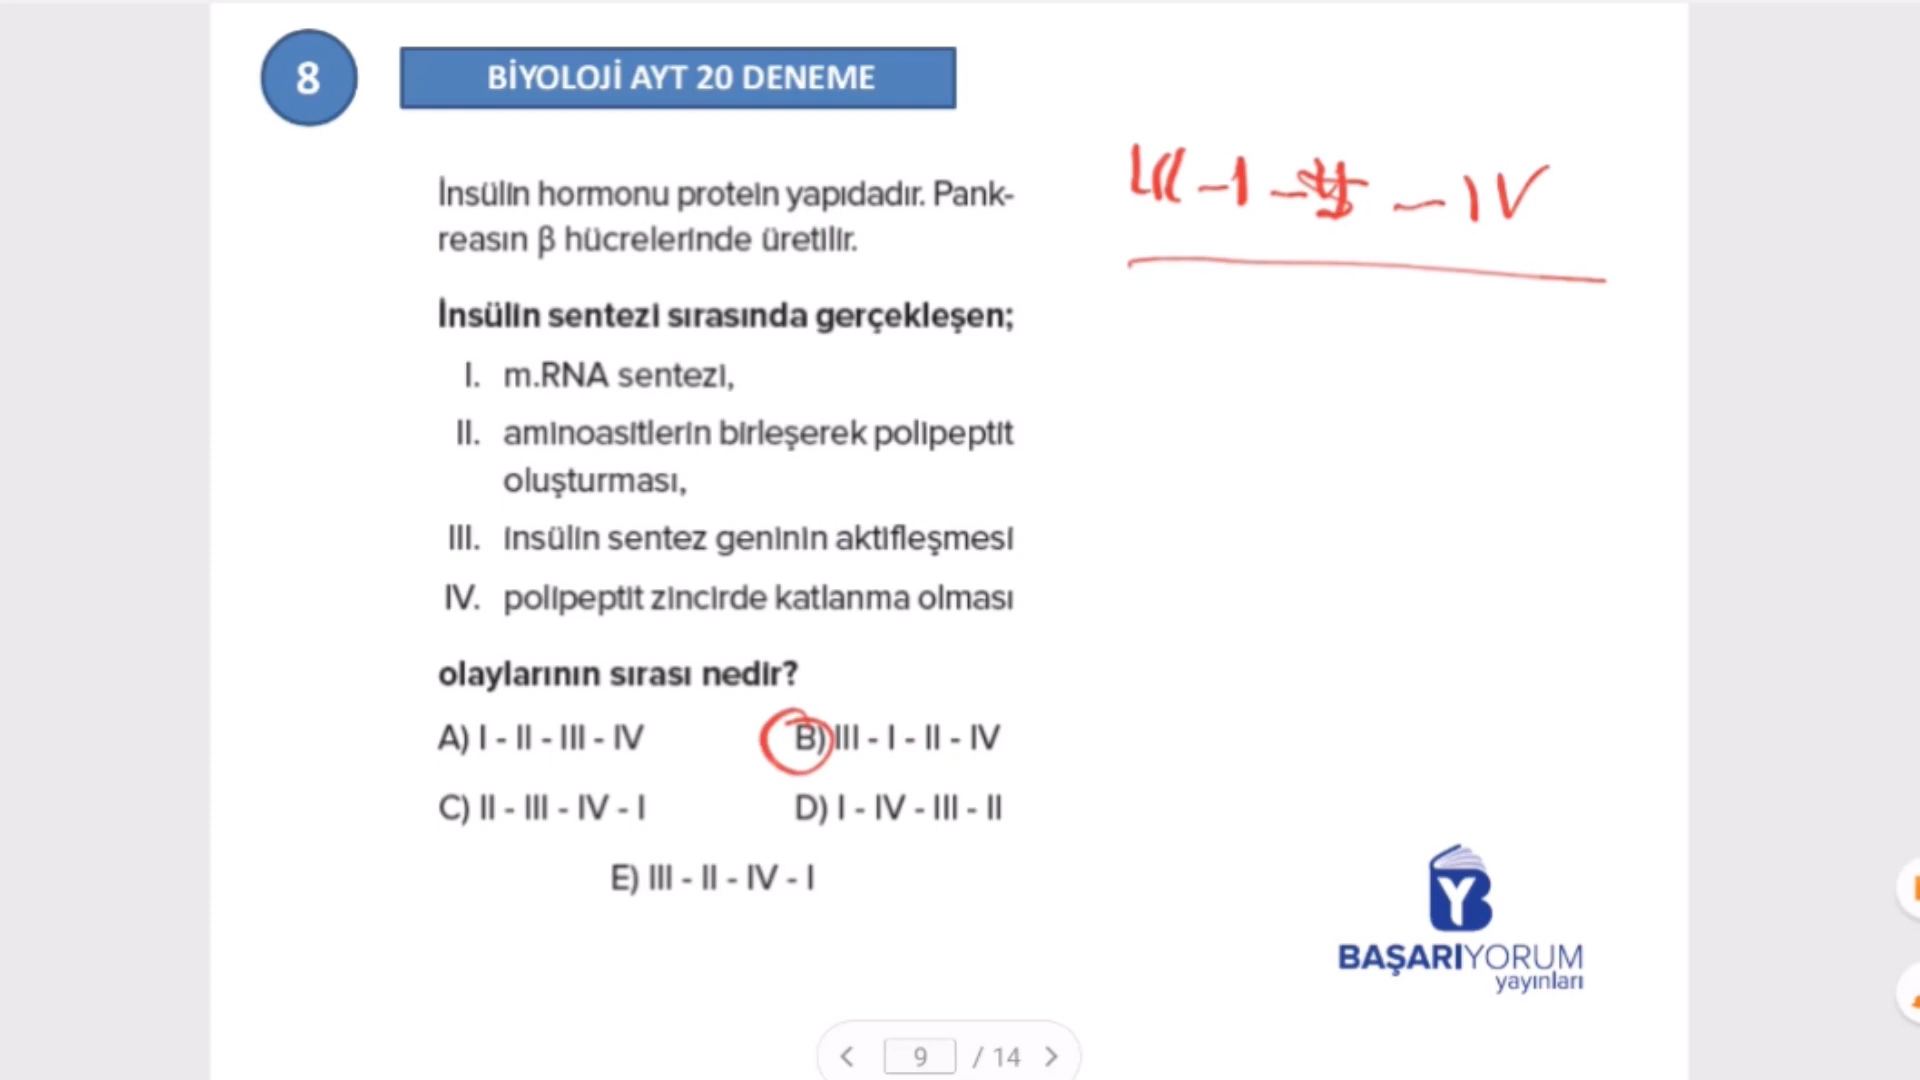 8
BİYOLOJİ AYT 20 DENEME
İnsülin hormonu protein yapıdadır. Pank-
reasın β hücrelerinde üretilir.
İnsülin sentezi sırasında gerçekleşen;
I. m.RNA sentezi,
II. aminoasitlerin birleşerek polipeptit
oluşturması,
III. insülin sentez geninin aktifleşmesi
IV. polipeptit zincirde katlanma olması
olaylarının sırası nedir?
A) I - II - III - IV B) III - I - II - IV
C) II - III - IV - I D) I - IV - III - II
E) III - II - IV - I
III - I - - IV
BAŞARIYORUM
yayınları
9 / 14